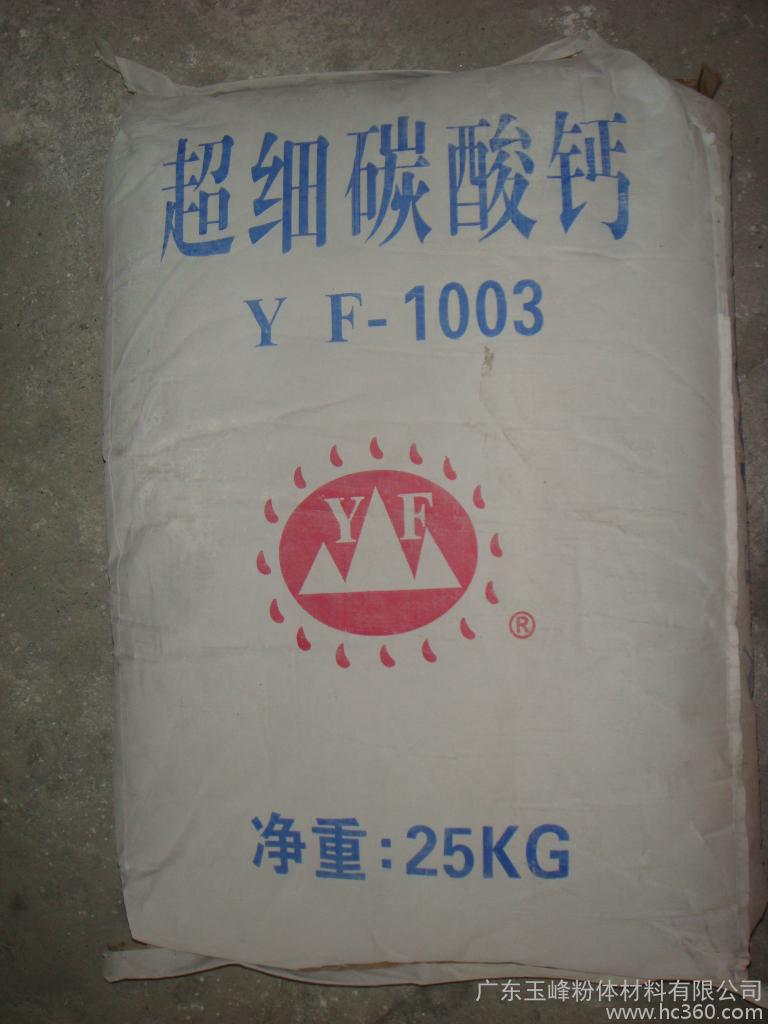 超细碳酸钙
Y F-1003
Y F
®
净重:25KG
广东玉峰粉体材料有限公司
www.hc360.com